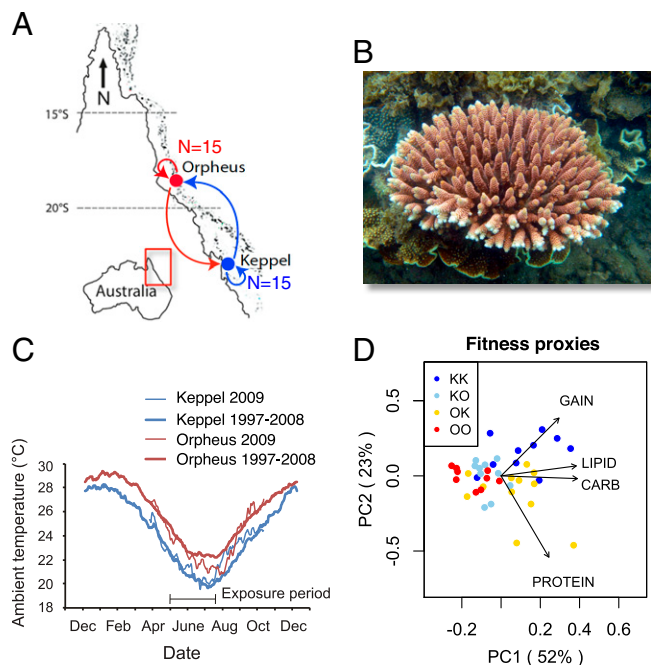 A
N
15°S
N=15
Orpheus
20°S
Keppel
N=15
Australia
B
C
Keppel 2009
Keppel 1997-2008
Orpheus 2009
Orpheus 1997-2008
Ambient temperature (°C)
30
28
26
24
22
20
18
Exposure period
Dec Feb Apr June Aug Oct Dec
Date
D
Fitness proxies
KK
KO
OK
OO
GAIN
LIPID
CARB
PROTEIN
PC2 ( 23%)
0.5
0.0
-0.5
-0.2 0.2 0.6
PC1 ( 52%)